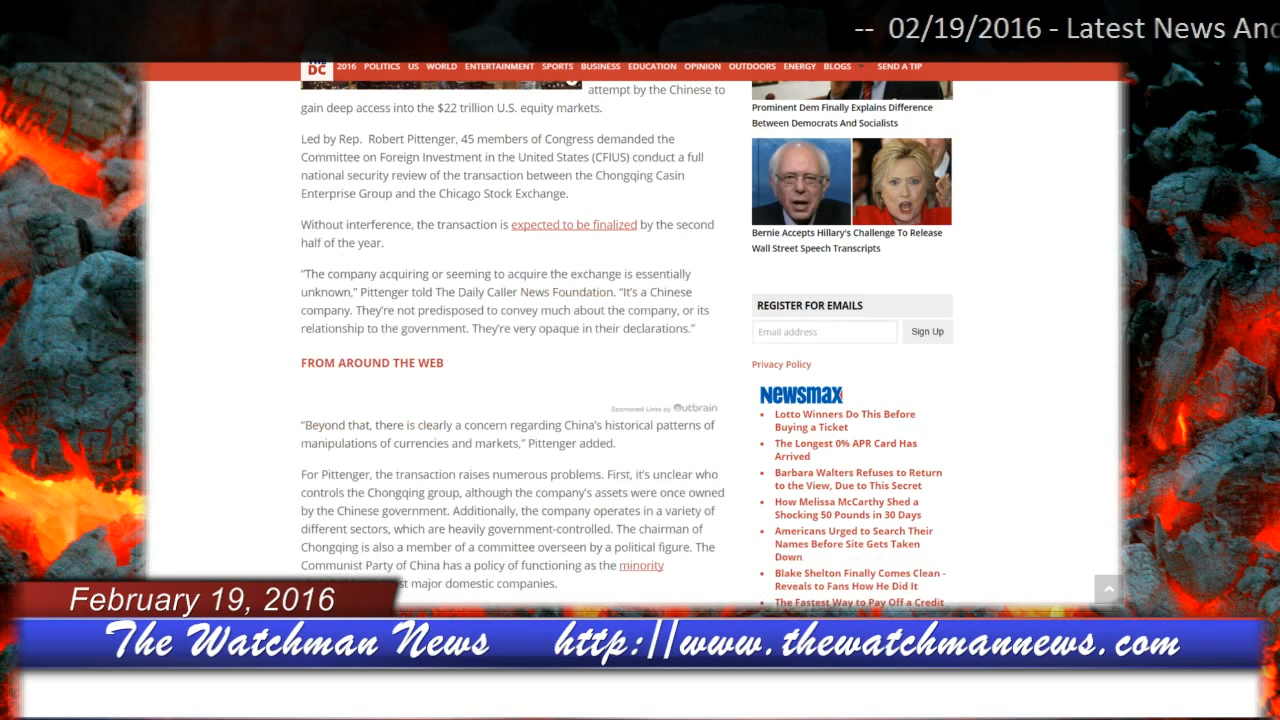 -- 02/19/2016 - Latest News And
THE
DC
2016 POLITICS US WORLD ENTERTAINMENT SPORTS BUSINESS EDUCATION OPINION OUTDOORS ENERGY BLOGS SEND A TIP
attempt by the Chinese to
gain deep access into the $22 trillion U.S. equity markets.
Led by Rep. Robert Pittenger, 45 members of Congress demanded the
Committee on Foreign Investment in the United States (CFIUS) conduct a full
national security review of the transaction between the Chongqing Casin
Enterprise Group and the Chicago Stock Exchange.
Without interference, the transaction is expected to be finalized by the second
half of the year.
“The company acquiring or seeming to acquire the exchange is essentially
unknown,” Pittenger told The Daily Caller News Foundation. “It’s a Chinese
company. They’re not predisposed to convey much about the company, or its
relationship to the government. They’re very opaque in their declarations.”
FROM AROUND THE WEB
Sponsored Links by Outbrain
“Beyond that, there is clearly a concern regarding China’s historical patterns of
manipulations of currencies and markets,” Pittenger added.
For Pittenger, the transaction raises numerous problems. First, it’s unclear who
controls the Chongqing group, although the company’s assets were once owned
by the Chinese government. Additionally, the company operates in a variety of
different sectors, which are heavily government-controlled. The chairman of
Chongqing is also a member of a committee overseen by a political figure. The
Communist Party of China has a policy of functioning as the minority
major domestic companies.
Prominent Dem Finally Explains Difference
Between Democrats And Socialists
Bernie Accepts Hillary's Challenge To Release
Wall Street Speech Transcripts
REGISTER FOR EMAILS
Email address Sign Up
Privacy Policy
Newsmax
• Lotto Winners Do This Before
Buying a Ticket
• The Longest 0% APR Card Has
Arrived
• Barbara Walters Refuses to Return
to the View, Due to This Secret
• How Melissa McCarthy Shed a
Shocking 50 Pounds in 30 Days
• Americans Urged to Search Their
Names Before Site Gets Taken
Down
• Blake Shelton Finally Comes Clean -
Reveals to Fans How He Did It
• The Fastest Way to Pay Off a Credit
February 19, 2016
The Watchman News http://www.thewatchmannews.com